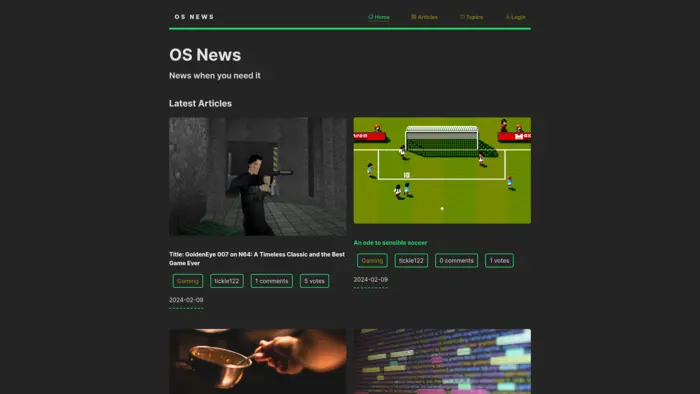 OS NEWS
Home
Articles
Topics
Login
OS News
News when you need it
Latest Articles
10
Title: GoldenEye 007 on N64: A Timeless Classic and the Best
Game Ever
Gaming
tickle122
1 comments
5 votes
2024-02-09
An ode to sensible soccer
Gaming
tickle122
0 comments
1 votes
2024-02-09